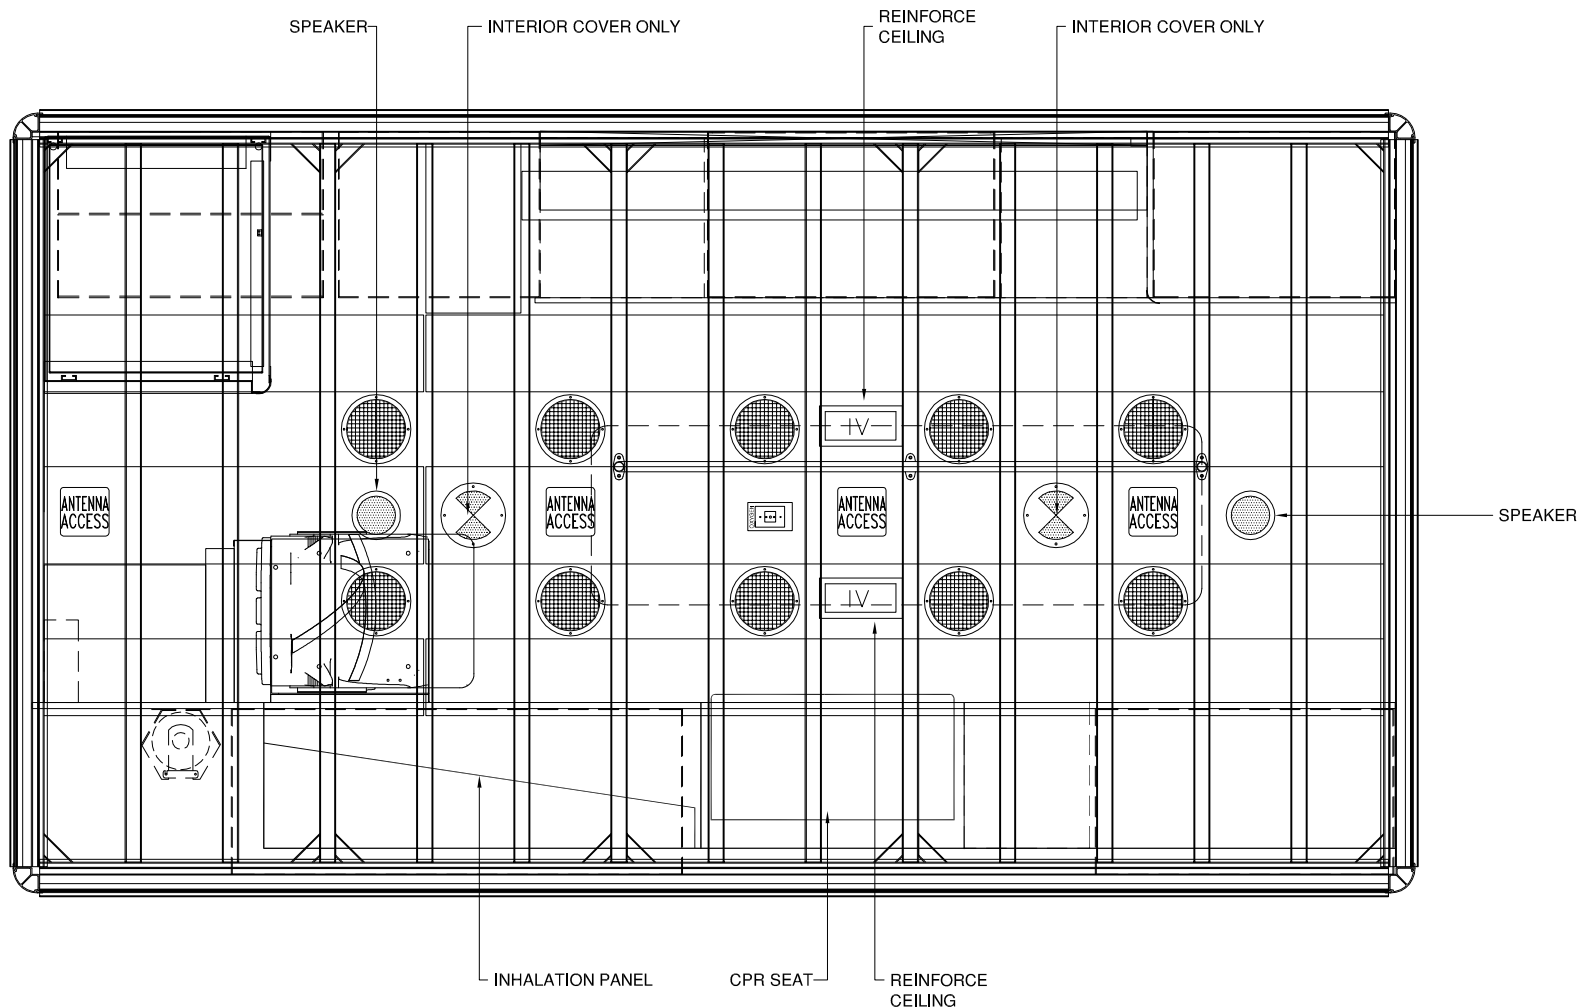 SPEAKER
INTERIOR COVER ONLY
REINFORCE
CEILING
INTERIOR COVER ONLY
IV
ANTENNA
ACCESS
ANTENNA
ACCESS
OXYGEN
ANTENNA
ACCESS
ANTENNA
ACCESS
SPEAKER
IV
INHALATION PANEL
CPR SEAT
REINFORCE
CEILING